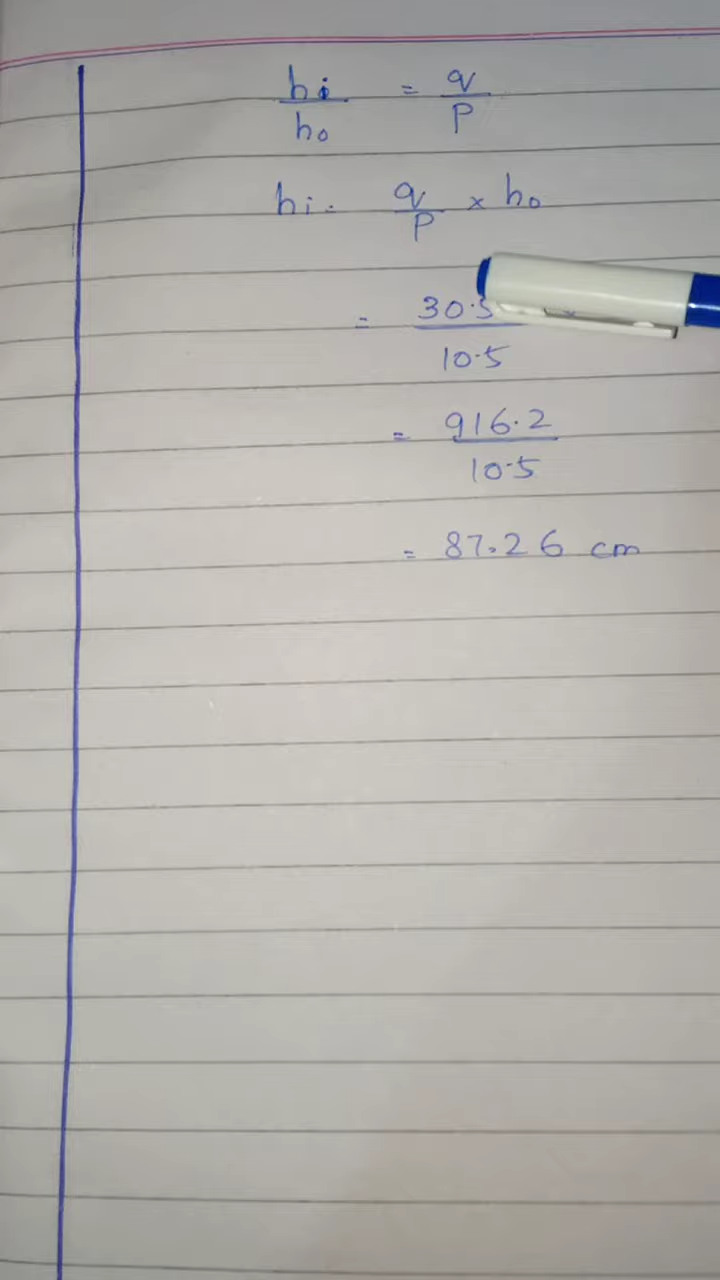 hi/ho = q/p
hi = q/p × ho
= 30.5 / 10.5
= 916.2 / 10.5
= 87.26 cm